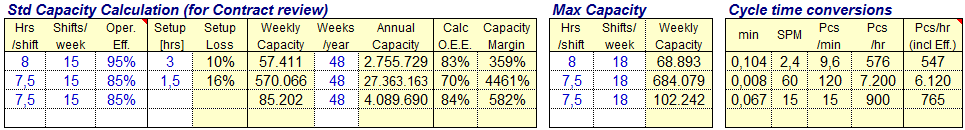 Std Capacity Calculation (for Contract review) Max Capacity Cycle time conversions
Hrs Shifts/ Oper. Setup Setup Weekly Weeks Annual Calc Capacity Hrs Shifts Weekly min SPM Pcs Pcs Pcs/hr
/shift week Eff. [hrs] Loss Capacity /year Capacity O.E.E. Margin /shift week Capacity /min /hr (incl Eff.)
8 15 95% 3 10% 57.411 48 2.755.729 83% 359% 8 18 68.893 0,104 2,4 9,6 576 547
7,5 15 85% 1,5 16% 570.066 48 27.363.163 70% 4461% 7,5 18 684.079 0,008 60 120 7.200 6.120
7,5 15 85% 85.202 48 4.089.690 84% 582% 7,5 18 102.242 0,067 15 15 900 765